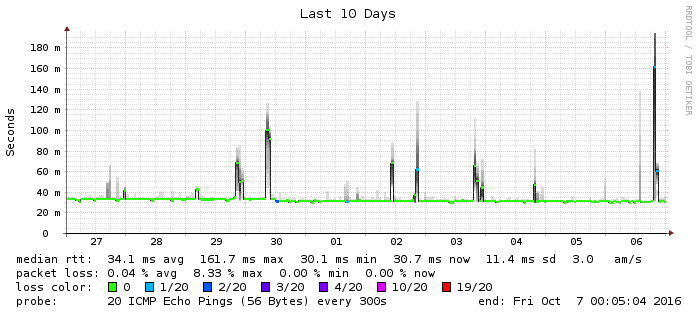 Last 10 Days
RRDTOOL / TOBI OETIKER
Seconds
180 m
160 m
140 m
120 m
100 m
80 m
60 m
40 m
20 m
0
27 28 29 30 01 02 03 04 05 06
median rtt: 34.1 ms avg 161.7 ms max 30.1 ms min 30.7 ms now 11.4 ms sd 3.0 am/s
packet loss: 0.04 % avg 8.33 % max 0.00 % min 0.00 % now
loss color: 0 1/20 2/20 3/20 4/20 10/20 19/20
probe: 20 ICMP Echo Pings (56 Bytes) every 300s end: Fri Oct 7 00:05:04 2016